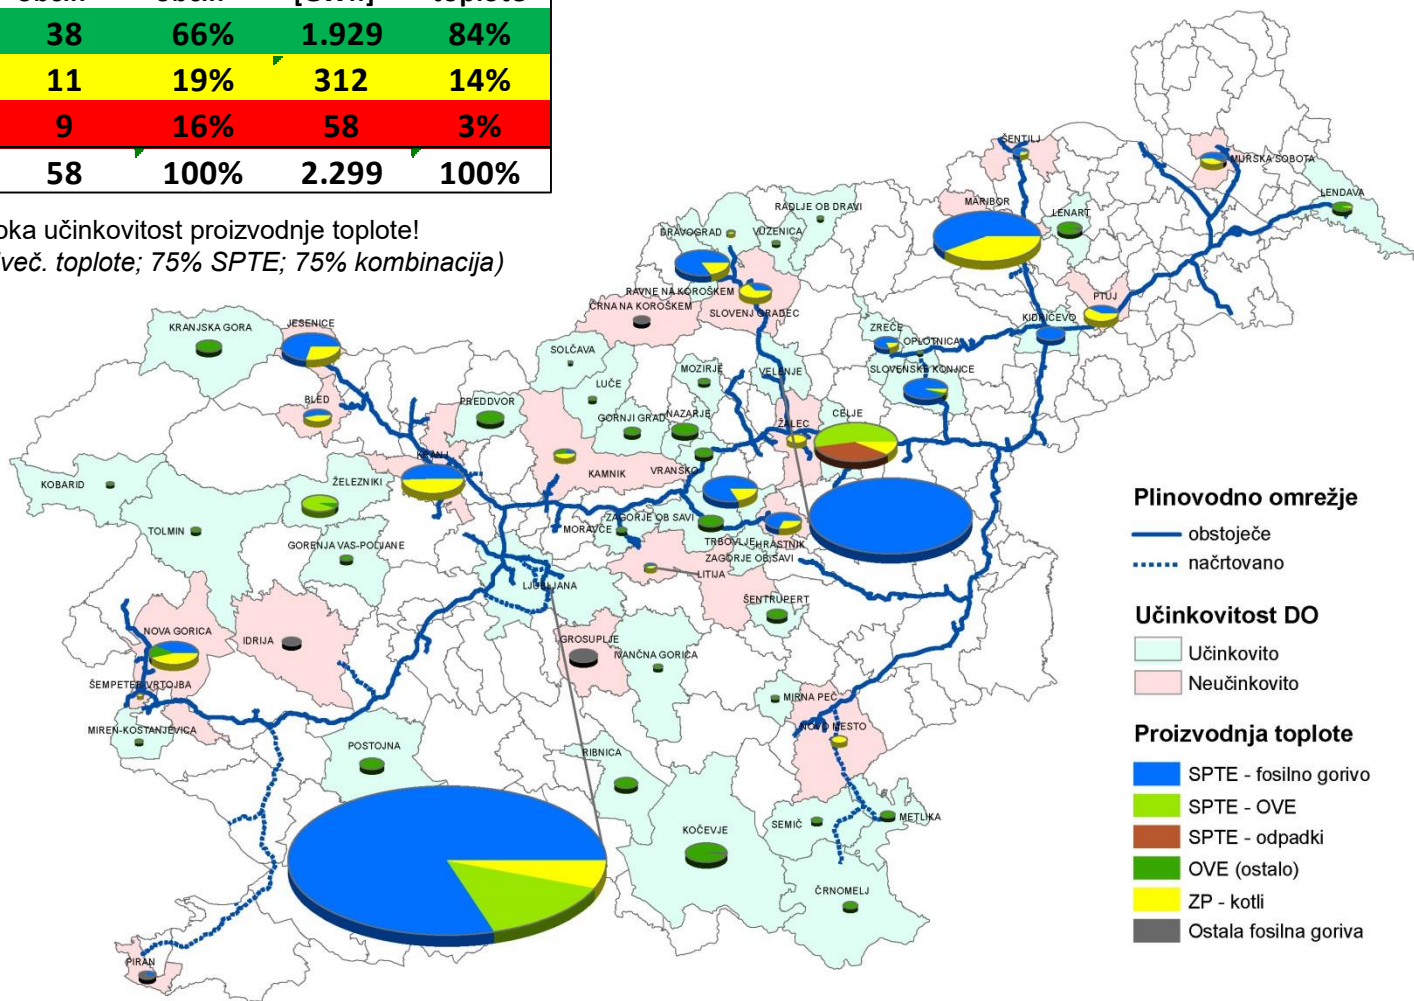 občin občin [GWh] toplote
38 66% 1.929 84%
11 19% 312 14%
9 16% 58 3%
58 100% 2.299 100%
oka učinkovitost proizvodnje toplote!
več. toplote; 75% SPTE; 75% kombinacija)
ŠENTILJ
MURSKA SOBOTA
LENDAVA
RADLJE OB DRAVI
MARIBOR
LENART
VUZENICA
DRAVOGRAD
RAVNE NA KOROŠKEM
ČRNA NA KOROŠKEM
SLOVENJ GRADEC
PTUJ
KIDRIČEVO
KRANJSKA GORA
JESENICE
ZREČE
OPLOTNICA
SOLČAVA
MOZIRJE
VELENJE
SLOVENSKE KONJICE
LUČE
BLED
PREDDVOR
GORNJI GRAD
NAZARJE
CELJE
ŽALEC
KRANJ
KAMNIK
VRANSKO
KOBARID
ŽELEZNIKI
TOLMIN
MORAVČE
ZAGORJE OB SAVI
TRBOVLJE
HRASTNIK
GORENJA VAS-POLJANE
ZAGORJE OB SAVI
LITIJA
LJUBLJANA
ŠENTRUPERT
NOVA GORICA
IDRIJA
GROSUPLJE
IVANČNA GORICA
ŠEMPETER-VRTOJBA
MIRNA PEČ
MIREN-KOSTANJEVICA
NOVO MESTO
POSTOJNA
RIBNICA
SEMIČ
METLIKA
KOČEVJE
ČRNOMELJ
PIRAN
Plinovodno omrežje
obstoječe
načrtovano
Učinkovitost DO
Učinkovito
Neučinkovito
Proizvodnja toplote
SPTE - fosilno gorivo
SPTE - OVE
SPTE - odpadki
OVE (ostalo)
ZP - kotli
Ostala fosilna goriva